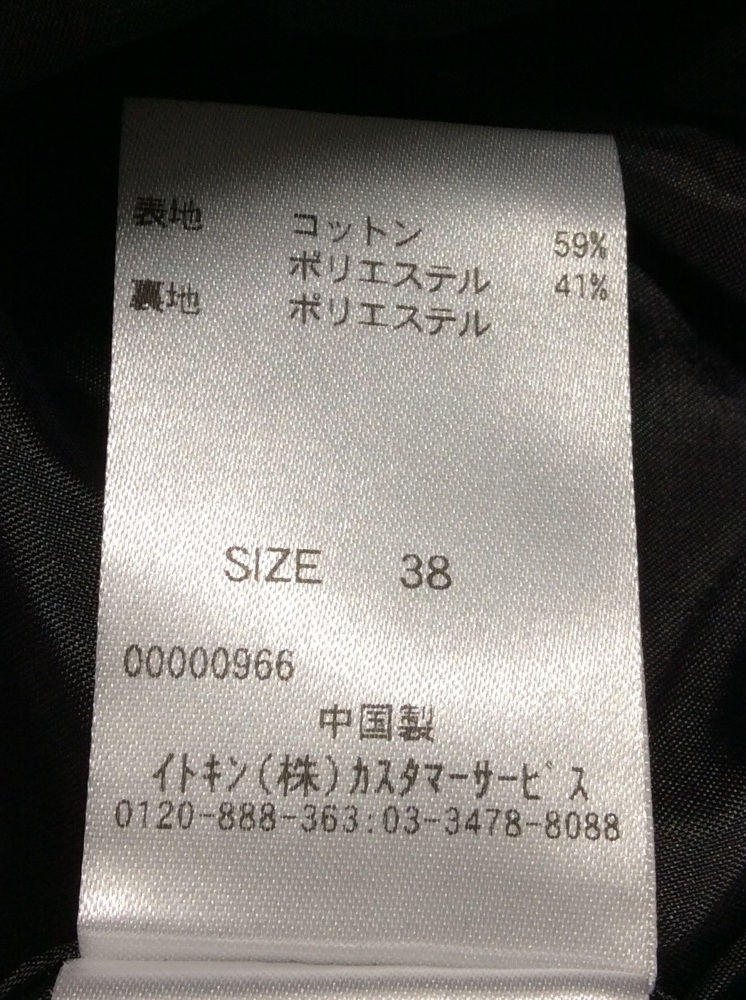 表地 コットン 59%
ポリエステル 41%
裏地 ポリエステル
SIZE 38
00000966
中国製
イトキン(株)カスタマーサービス
0120-888-363:03-3478-8088